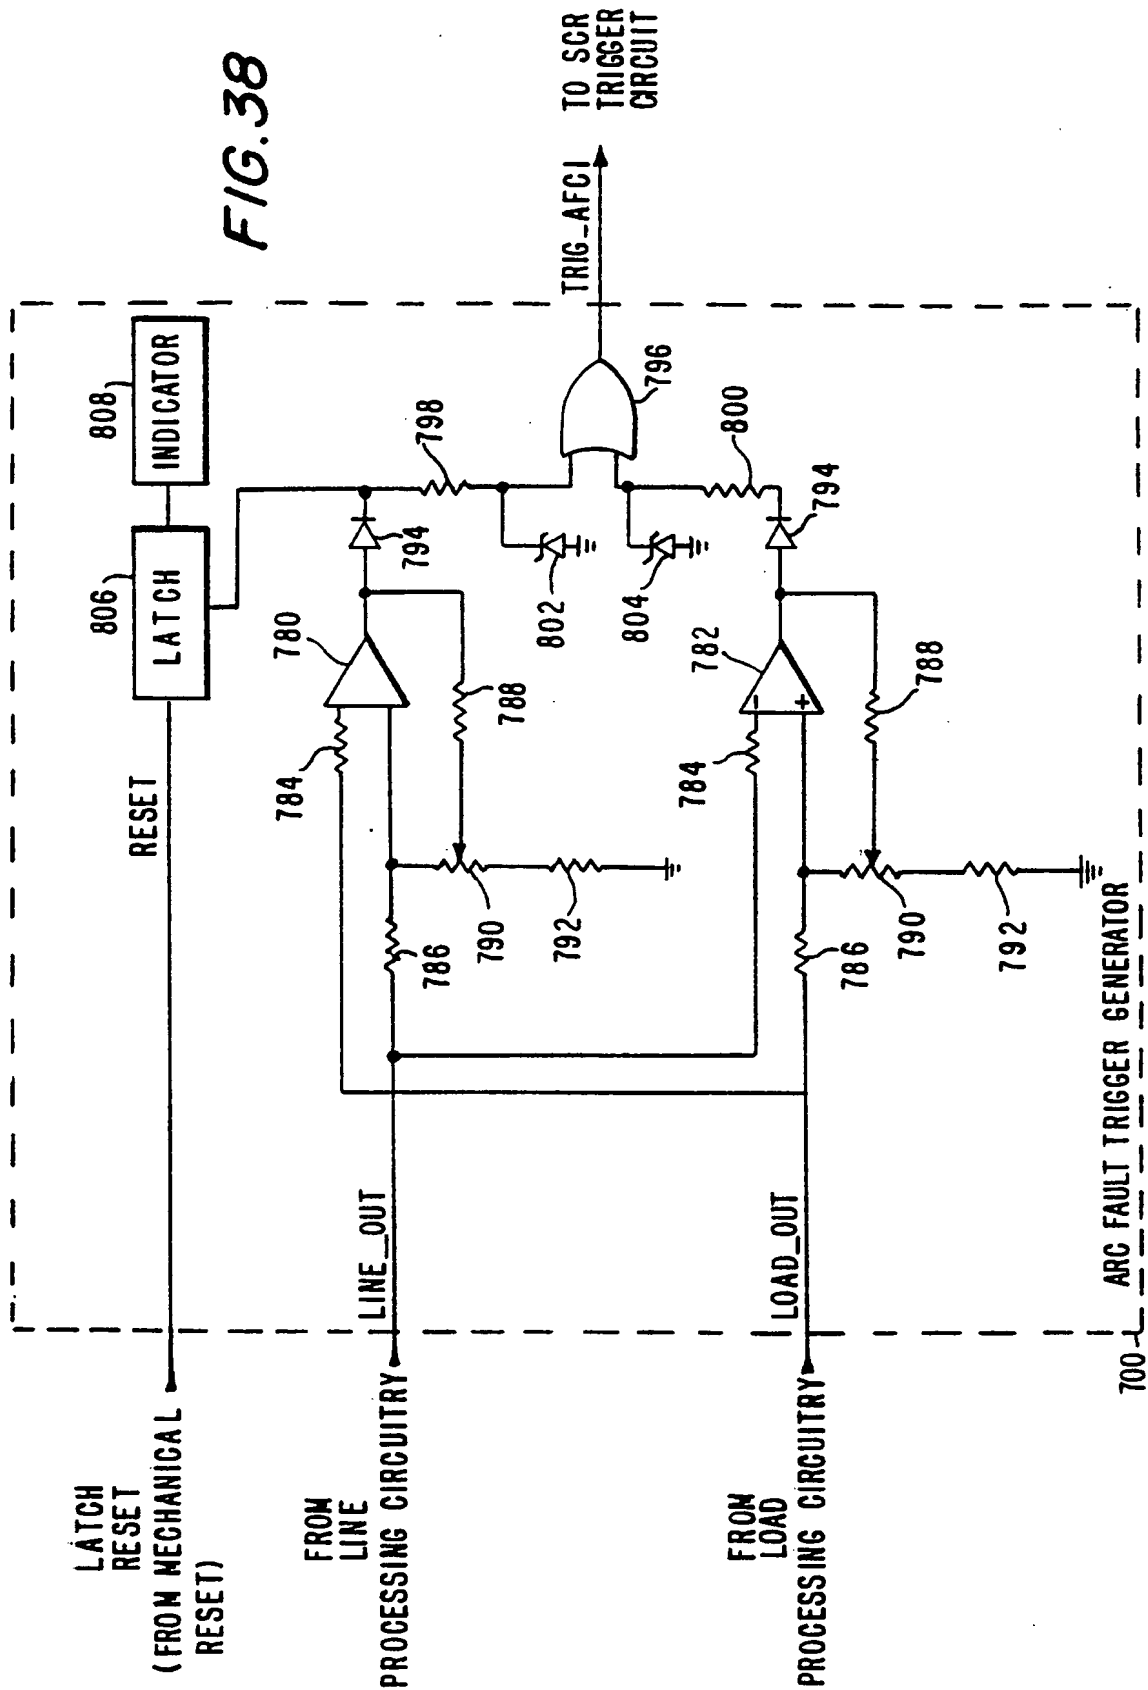 FIG. 38
LATCH
RESET
(FROM MECHANICAL
RESET)
RESET
806
LATCH
808
INDICATOR
FROM
LINE
PROCESSING CIRCUITRY
LINE_OUT
784
780
794
798
786
788
790
792
802
804
796
TRIG_AFCI
TO SCR
TRIGGER
CIRCUIT
FROM
LOAD
PROCESSING CIRCUITRY
LOAD_OUT
784
782
-
+
794
800
786
788
790
792
ARC FAULT TRIGGER GENERATOR
700